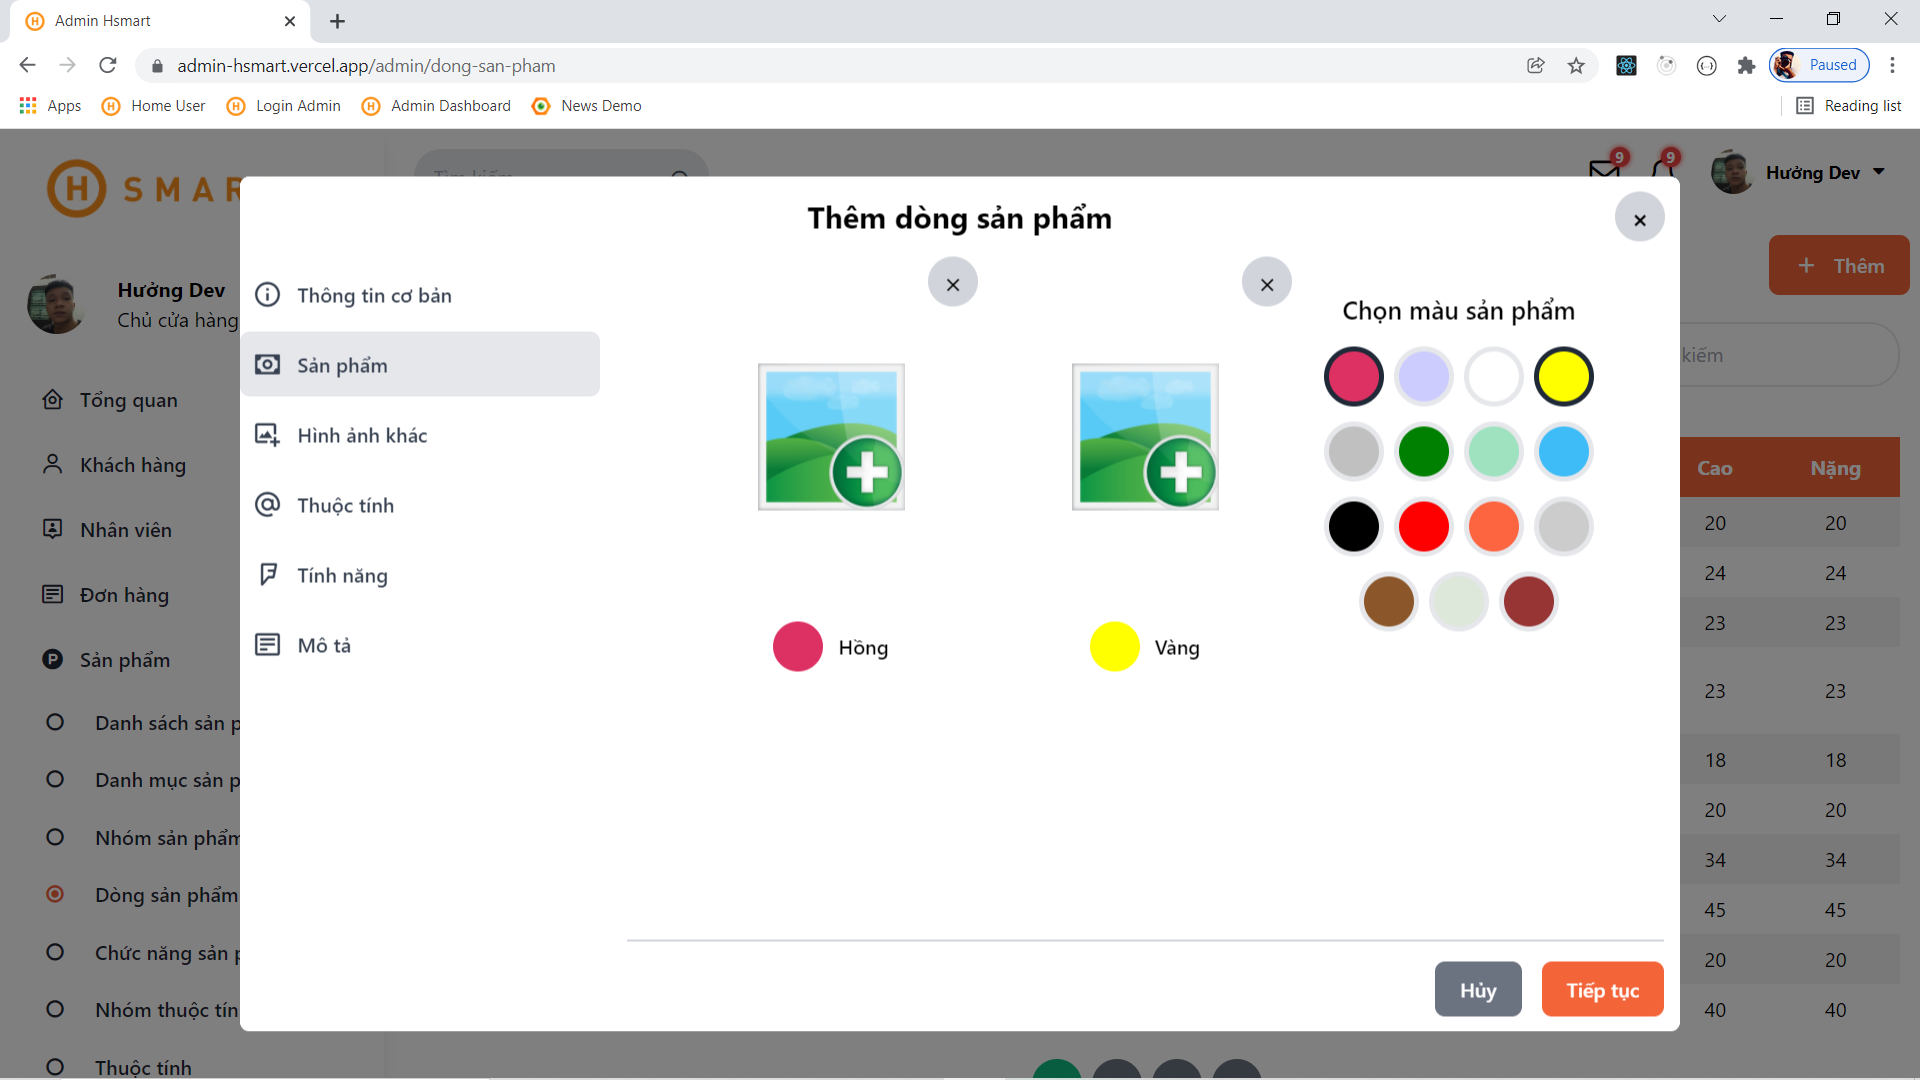 Admin Hsmart
admin-hsmart.vercel.app/admin/dong-san-pham
Paused
Apps
Home User
Login Admin
Admin Dashboard
News Demo
Reading list
H SMAR
Tìm kiếm
9
9
Hưởng Dev
Thêm dòng sản phẩm
+ Thêm
Hưởng Dev
Chủ cửa hàng
Thông tin cơ bản
Sản phẩm
Hình ảnh khác
Thuộc tính
Tính năng
Mô tả
Chọn màu sản phẩm
Hồng
Vàng
kiếm
Tổng quan
Khách hàng
Nhân viên
Đơn hàng
Sản phẩm
Danh sách sản p
Danh mục sản p
Nhóm sản phẩm
Dòng sản phẩm
Chức năng sản p
Nhóm thuộc tín
Thuộc tính
Cao Nặng
20 20
24 24
23 23
23 23
18 18
20 20
34 34
45 45
20 20
40 40
Hủy
Tiếp tục